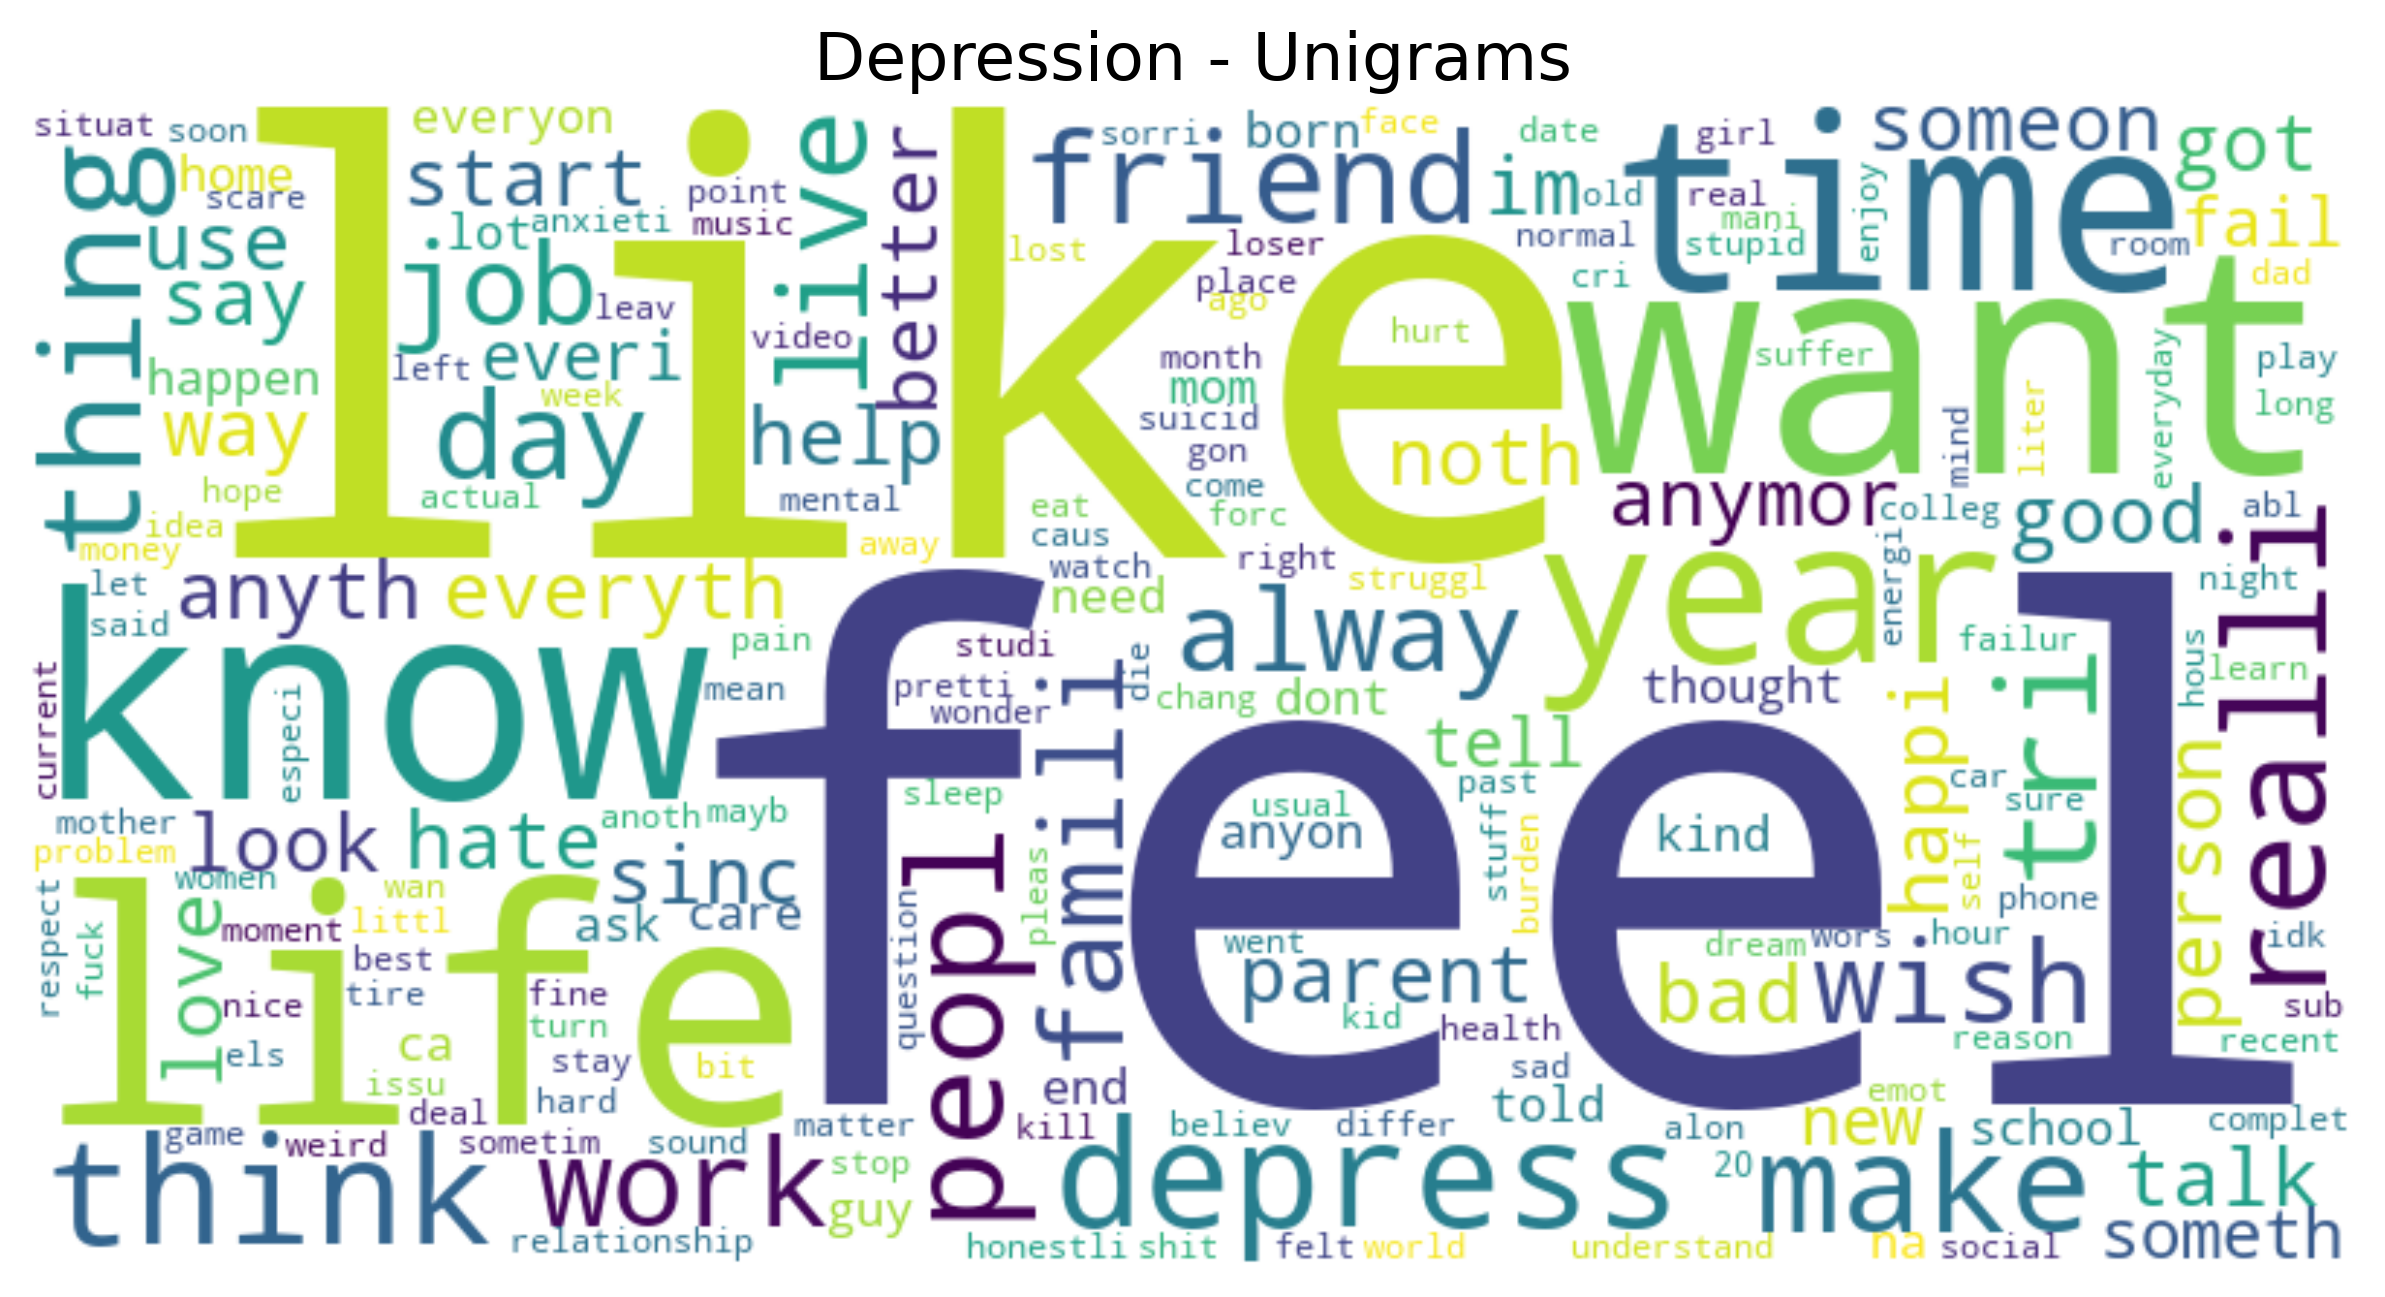 Depression - Unigrams
situat soon everyon sorri born face date girl someon got
thing home scare start point music live better friend im old real mani stupid enjoy time fail
use lot anxieti lost loser normal room
say job leav like place ago cri dad
video hurt want suffer play
happen left everi month mom everyday long
way week day help suicid noth mind liter
hope actual mental gon come anymor colleg good abl
idea money eat forc caus away right
let anyth everyth watch need struggl year energi night
said know pain studi alway failur hous learn really
current especi mean pretti wonder die chang dont thought
familli tell happi tri person
mother look hate anoth mayb sleep past car sure
problem sinc usual anyon stuff burden kind self
respect women wan littl ask care question peopl pleas feel phone
fuck love moment went dream wors hour idk
life best nice tire fine parent bad wish sub
turn kid health reason recent
els ca stay bit sad
issu hard end told emot
deal matter kill believ differ alon new school complet
game weird sometim sound
think work stop guy depress 20 make talk
relationship honestli shit felt world understand na social someth